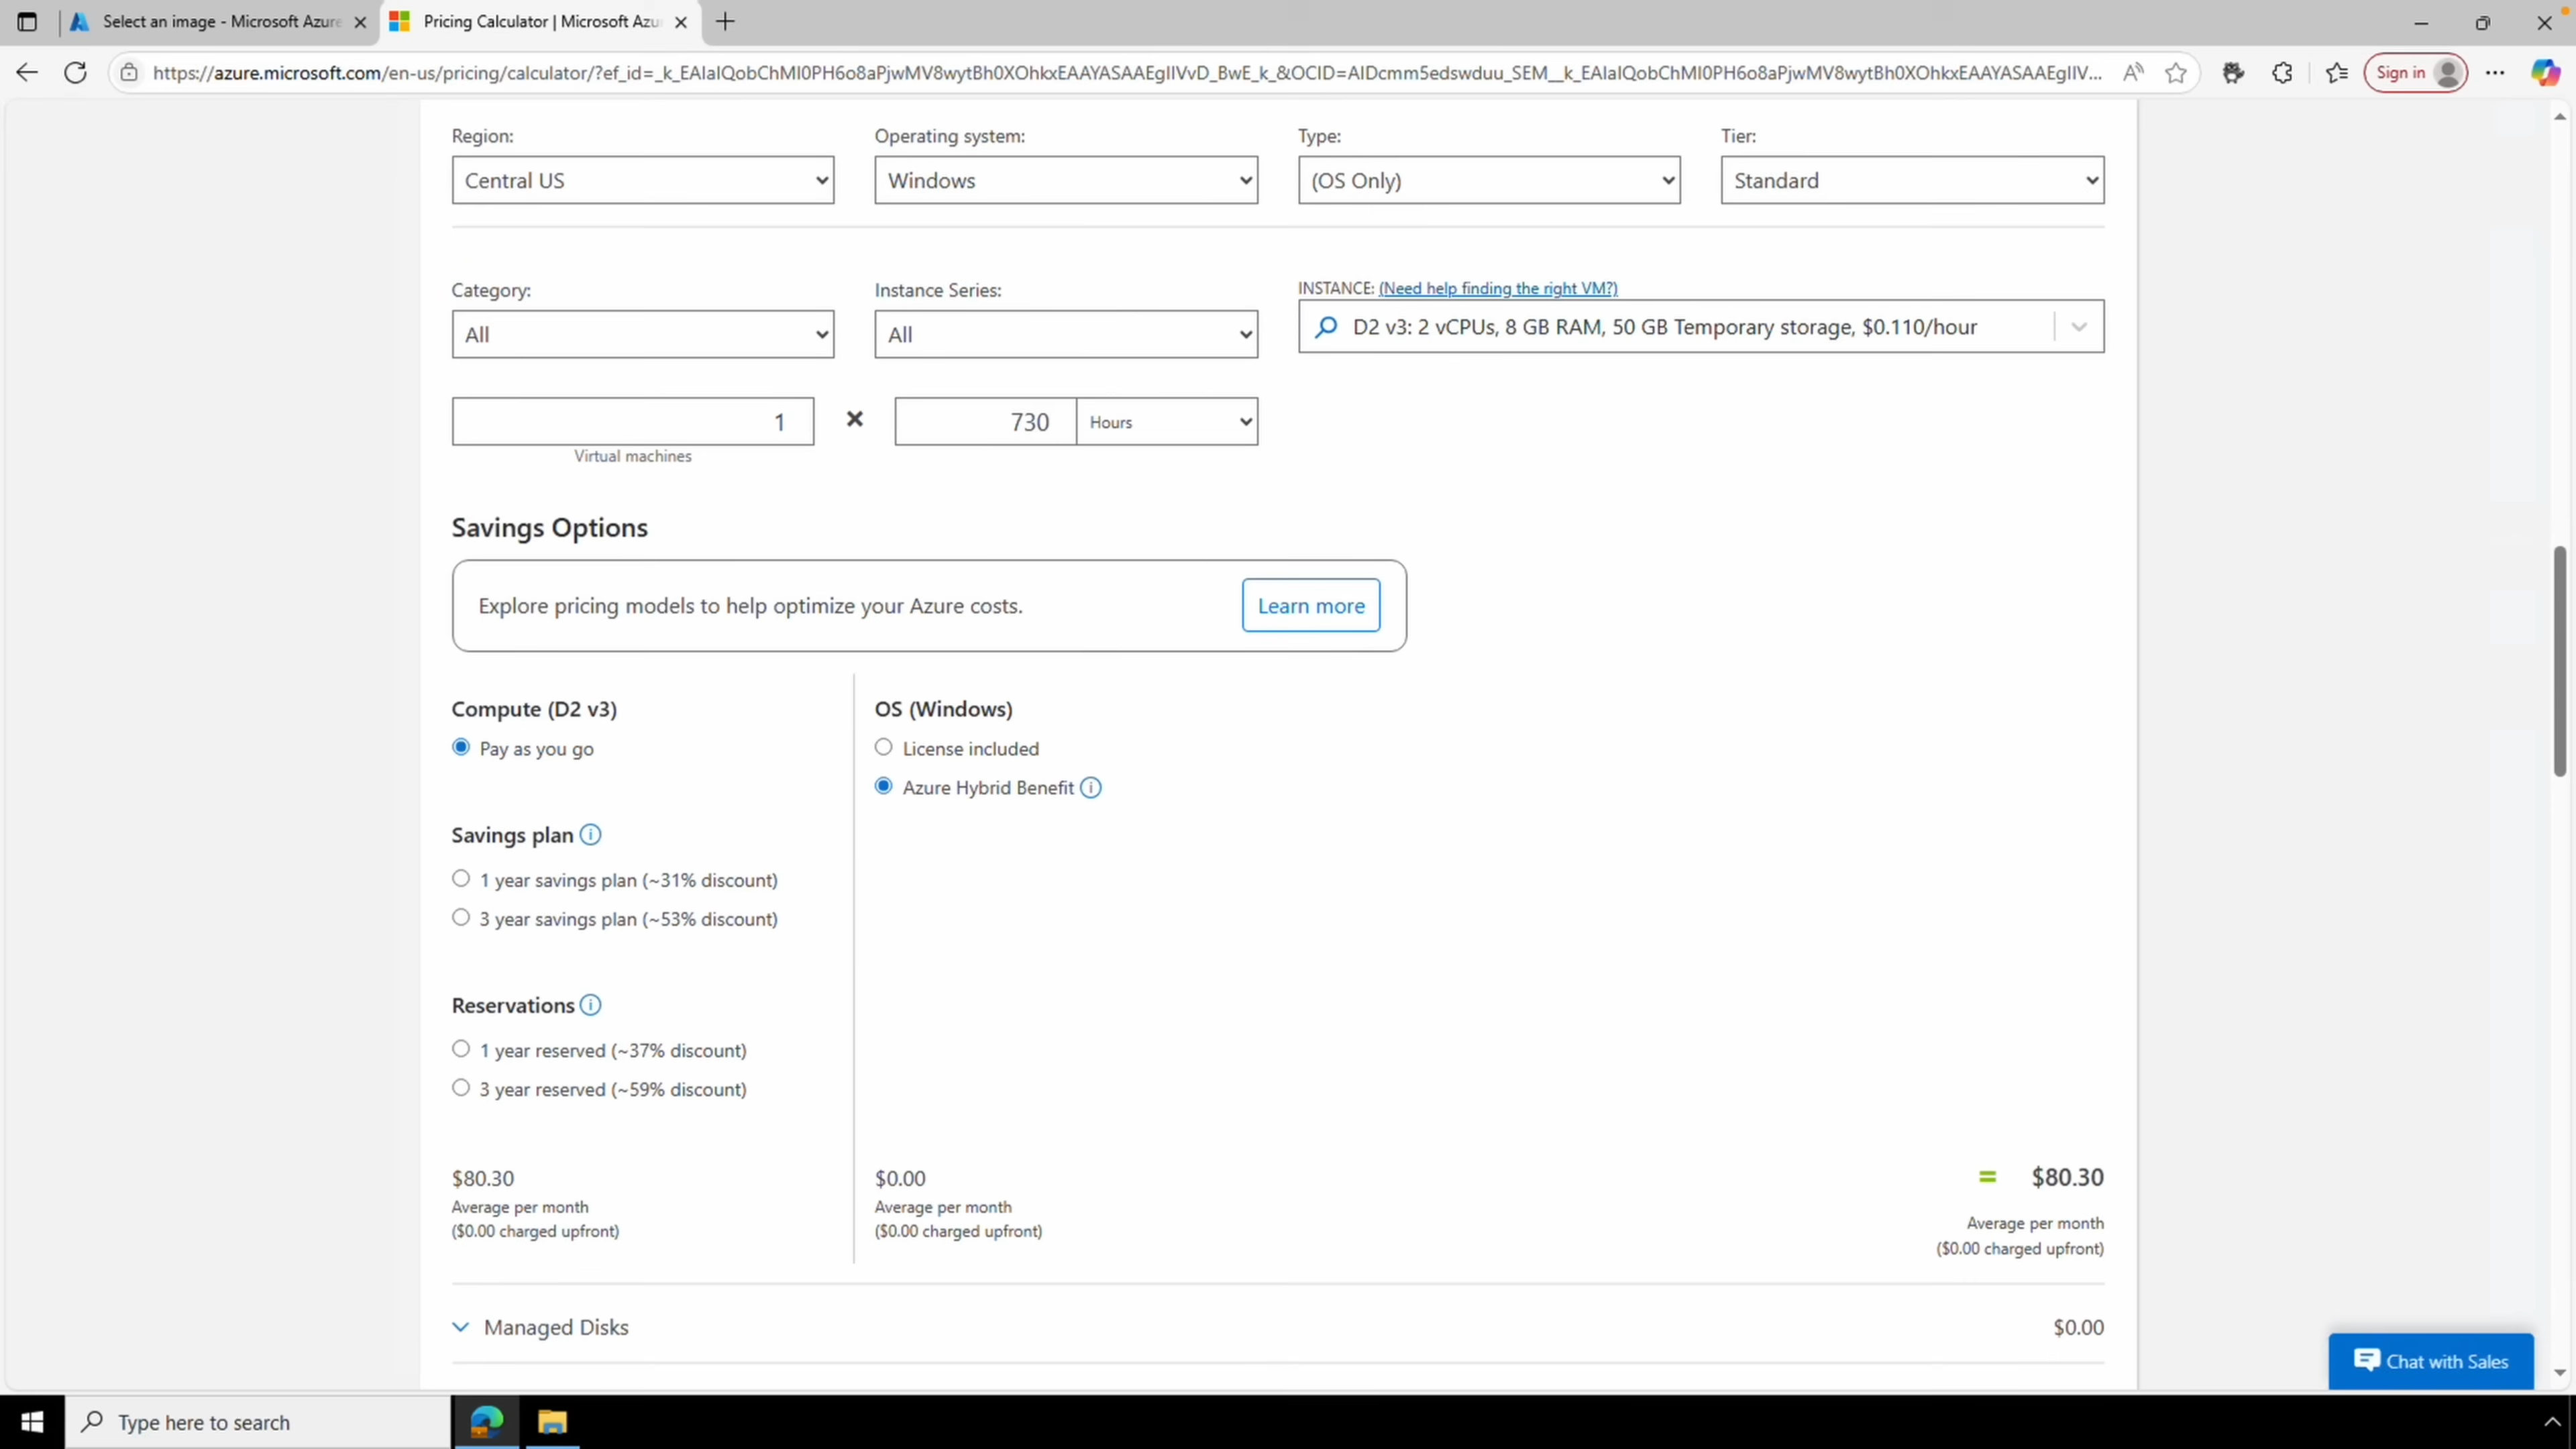 Select an image - Microsoft Azure
Pricing Calculator | Microsoft Azu
https://azure.microsoft.com/en-us/pricing/calculator/?ef_id=_k_EAIaIQobChMI0PH6o8aPjwMV8wytBh0XOhkxEAAYASAAEgIIVvD_BwE_k_&OCID=AIDcmm5edswduu_SEM__k_EAIaIQobChMI0PH6o8aPjwMV8wytBh0XOhkxEAAYASAAEgIIV...
Sign in
Region:
Operating system:
Type:
Tier:
Central US
Windows
(OS Only)
Standard
Category:
Instance Series:
INSTANCE: (Need help finding the right VM?)
All
All
D2 v3: 2 vCPUs, 8 GB RAM, 50 GB Temporary storage, $0.110/hour
1
×
730
Hours
Virtual machines
Savings Options
Explore pricing models to help optimize your Azure costs.
Learn more
Compute (D2 v3)
Pay as you go
OS (Windows)
License included
Azure Hybrid Benefit
Savings plan
1 year savings plan (~31% discount)
3 year savings plan (~53% discount)
Reservations
1 year reserved (~37% discount)
3 year reserved (~59% discount)
$80.30
Average per month
($0.00 charged upfront)
$0.00
Average per month
($0.00 charged upfront)
= $80.30
Average per month
($0.00 charged upfront)
Managed Disks
$0.00
Chat with Sales
Type here to search